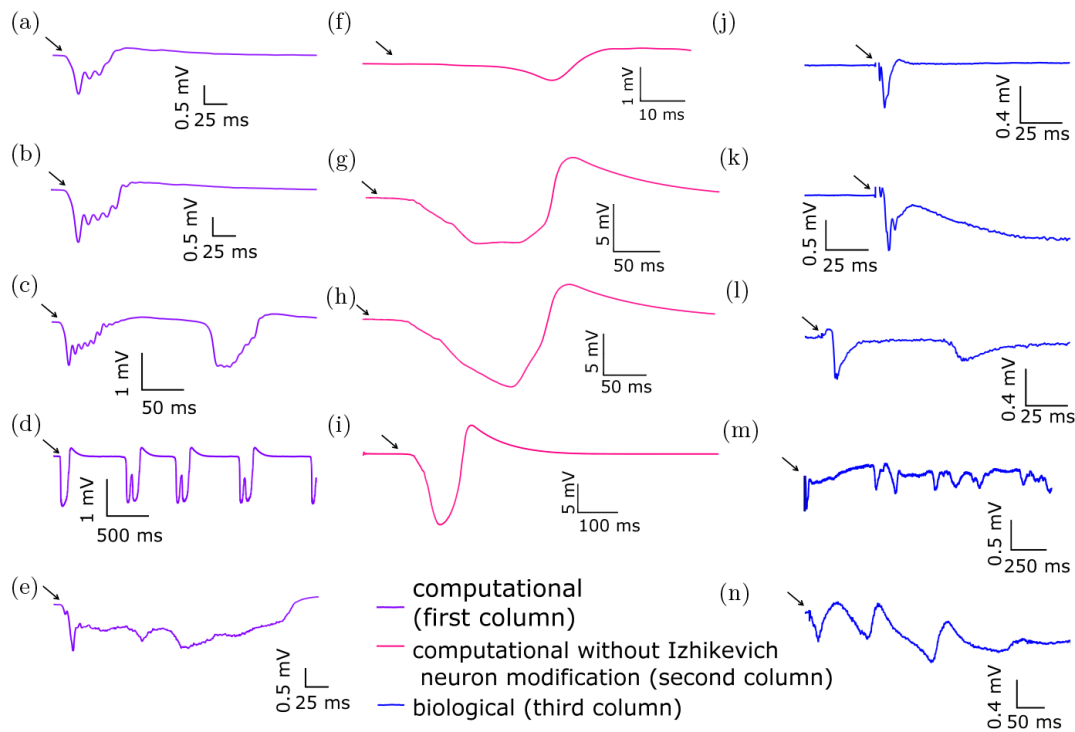 (a)
0.5 mV
25 ms
(b)
0.5 mV
25 ms
(c)
1 mV
50 ms
(d)
1 mV
500 ms
(e)
0.5 mV
25 ms
(f)
1 mV
10 ms
(g)
5 mV
50 ms
(h)
5 mV
50 ms
(i)
5 mV
100 ms
computational
(first column)
computational without Izhikevich
neuron modification (second column)
biological (third column)
(j)
0.4 mV
25 ms
(k)
0.5 mV
25 ms
(l)
0.4 mV
25 ms
(m)
0.5 mV
250 ms
(n)
0.4 mV
50 ms